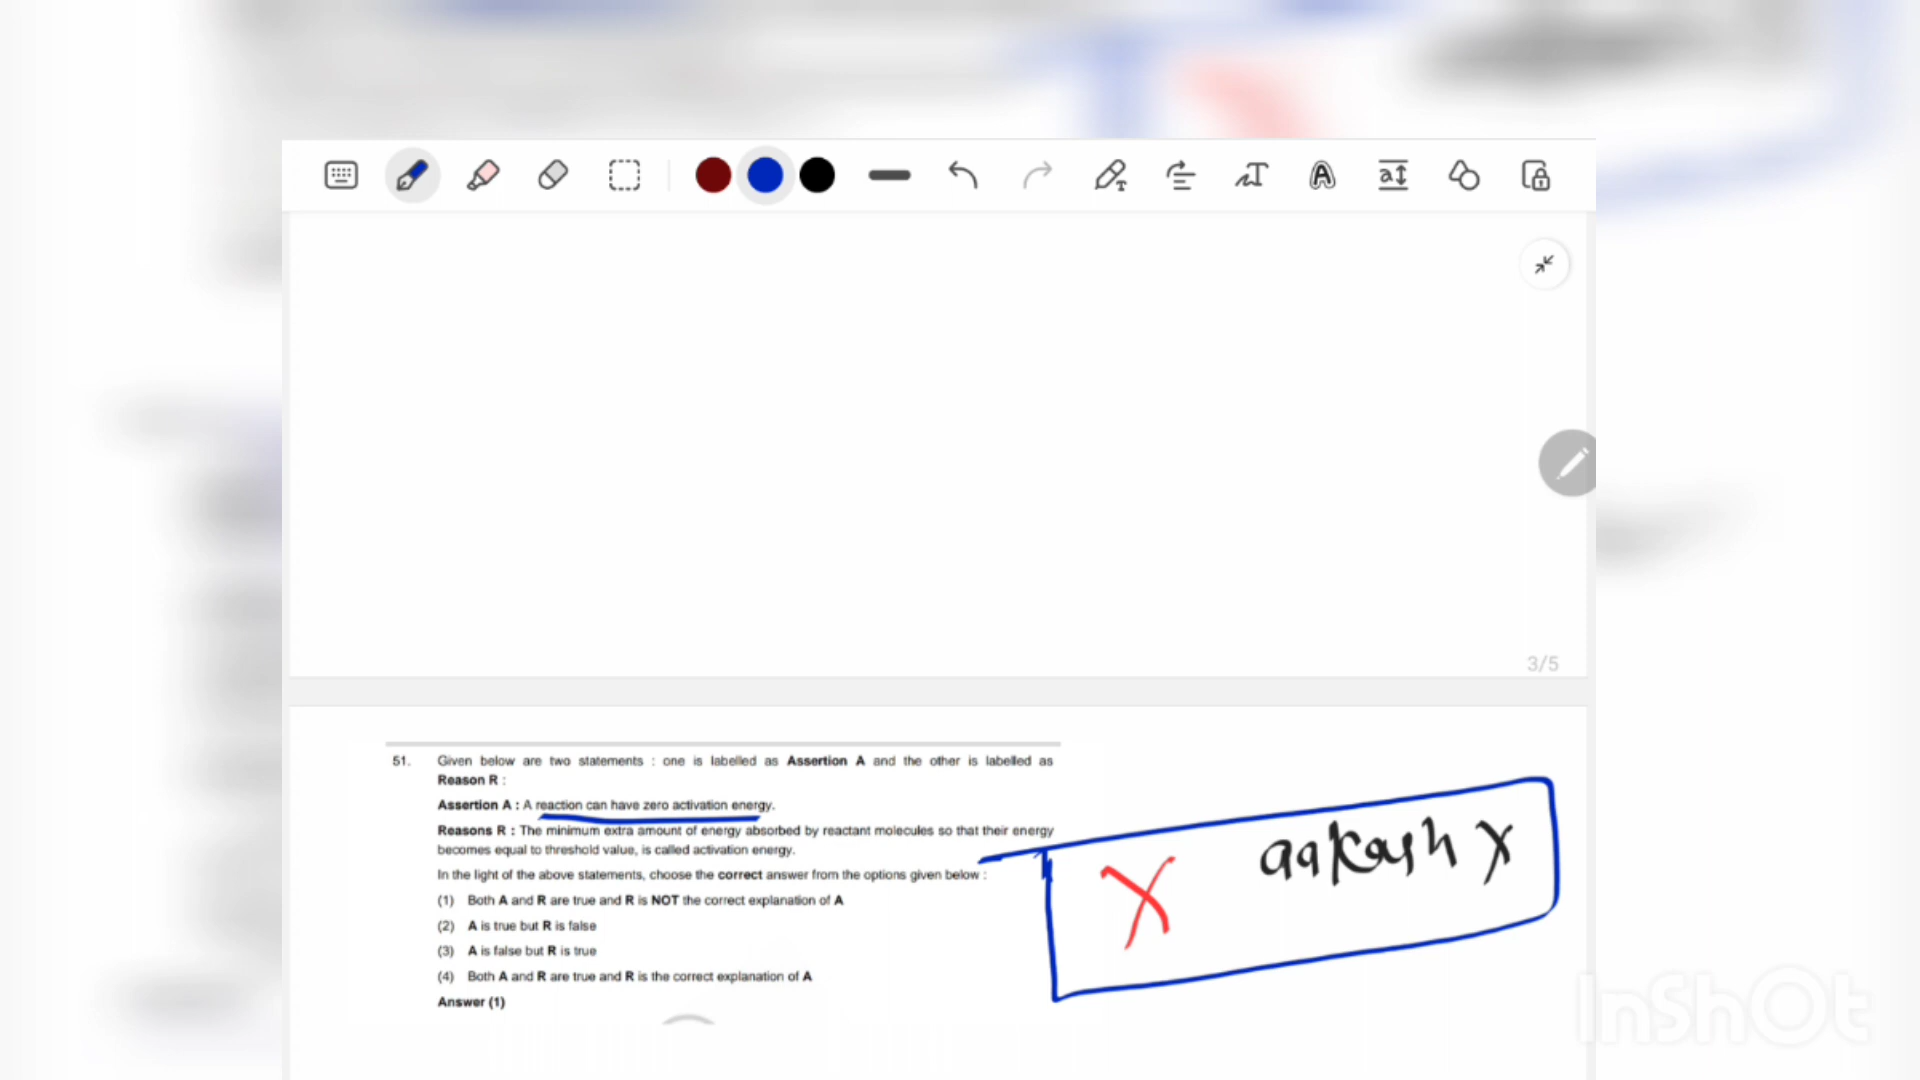 3/5
51. Given below are two statements : one is labelled as Assertion A and the other is labelled as
Reason R :
Assertion A : A reaction can have zero activation energy.
Reasons R : The minimum extra amount of energy absorbed by reactant molecules so that their energy
becomes equal to threshold value, is called activation energy.
In the light of the above statements, choose the correct answer from the options given below :
(1) Both A and R are true and R is NOT the correct explanation of A
(2) A is true but R is false
(3) A is false but R is true
(4) Both A and R are true and R is the correct explanation of A
Answer (1)
X aakash X
InShOt